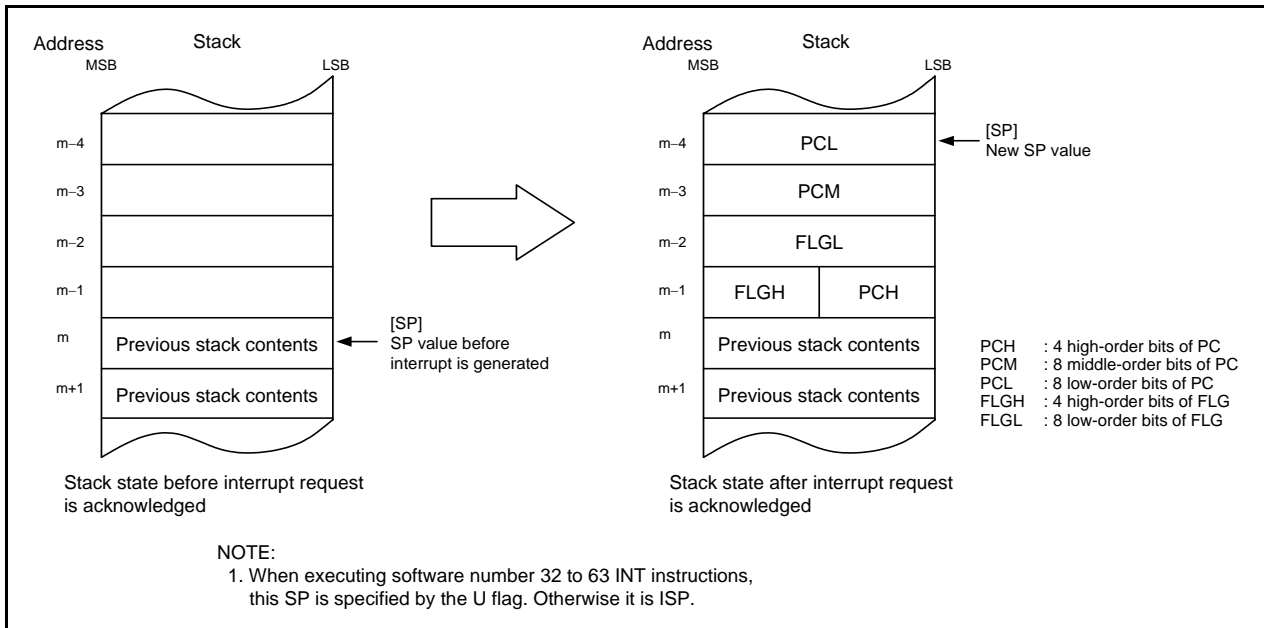 Address Stack
MSB LSB
m−4
m−3
m−2
m−1
m Previous stack contents
m+1 Previous stack contents
[SP]
SP value before
interrupt is generated
Stack state before interrupt request
is acknowledged
Address Stack
MSB LSB
m−4 PCL
m−3 PCM
m−2 FLGL
m−1 FLGH PCH
m Previous stack contents
m+1 Previous stack contents
[SP]
New SP value
PCH : 4 high-order bits of PC
PCM : 8 middle-order bits of PC
PCL : 8 low-order bits of PC
FLGH : 4 high-order bits of FLG
FLGL : 8 low-order bits of FLG
Stack state after interrupt request
is acknowledged
NOTE:
1. When executing software number 32 to 63 INT instructions,
this SP is specified by the U flag. Otherwise it is ISP.